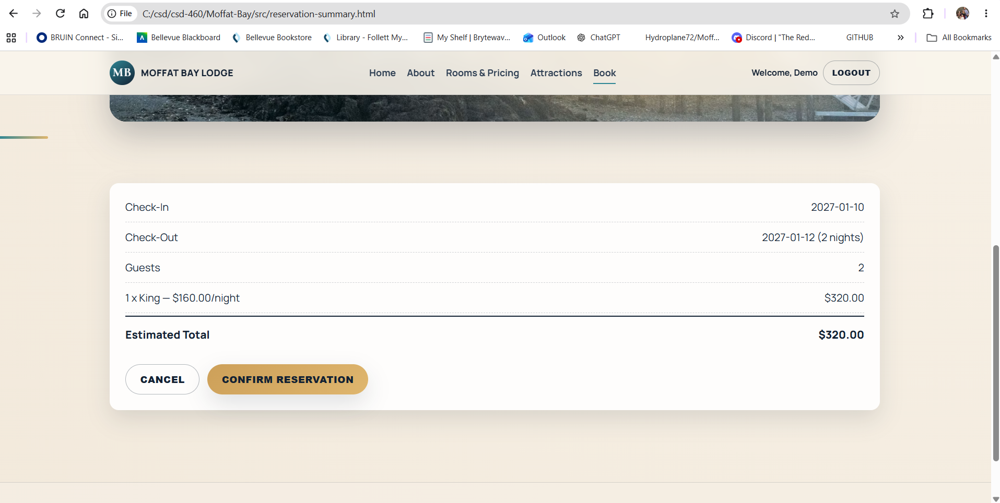 File C:/csd/csd-460/Moffat-Bay/src/reservation-summary.html
BRUIN Connect - Si... Bellevue Blackboard Bellevue Bookstore Library - Follett My... My Shelf | Brytewav... Outlook ChatGPT Hydroplane72/Moff... Discord | "The Red... GITHUB » All Bookmarks
MB MOFFAT BAY LODGE Home About Rooms & Pricing Attractions Book Welcome, Demo LOGOUT
Check-In 2027-01-10
Check-Out 2027-01-12 (2 nights)
Guests 2
1 x King — $160.00/night $320.00
Estimated Total $320.00
CANCEL CONFIRM RESERVATION